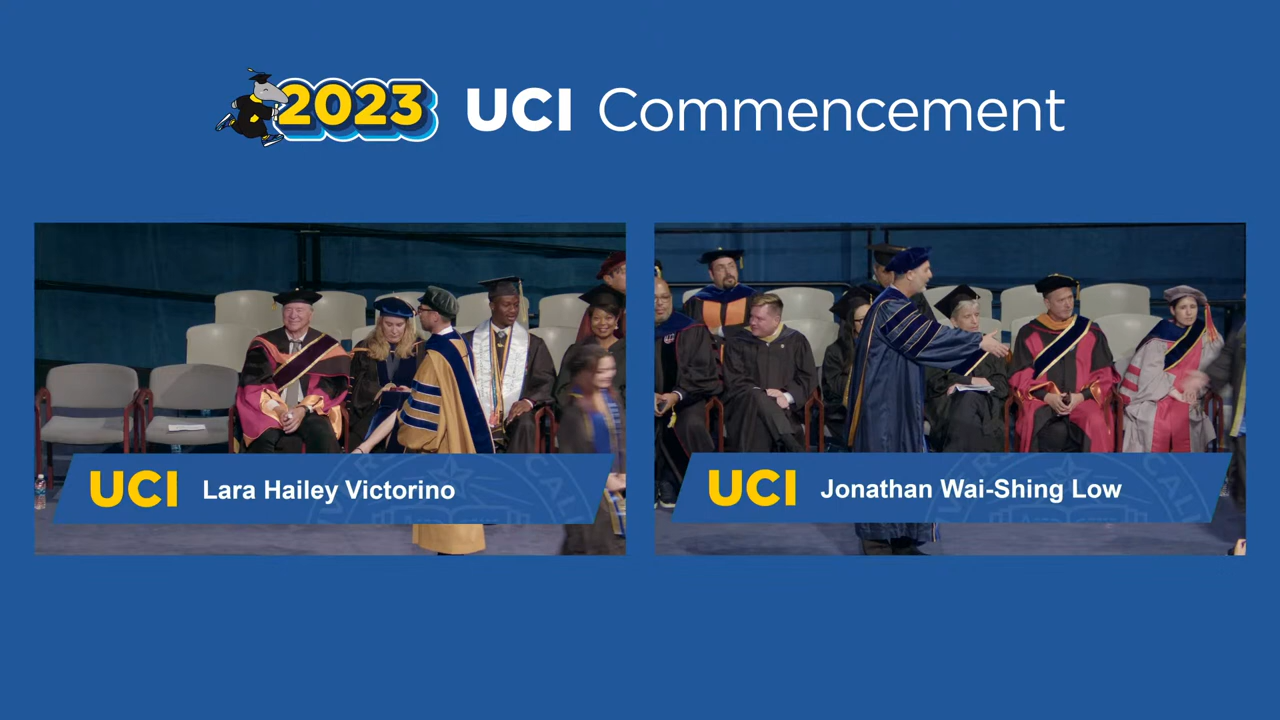 2023 UCI Commencement
UCI Lara Hailey Victorino
UCI Jonathan Wai-Shing Low